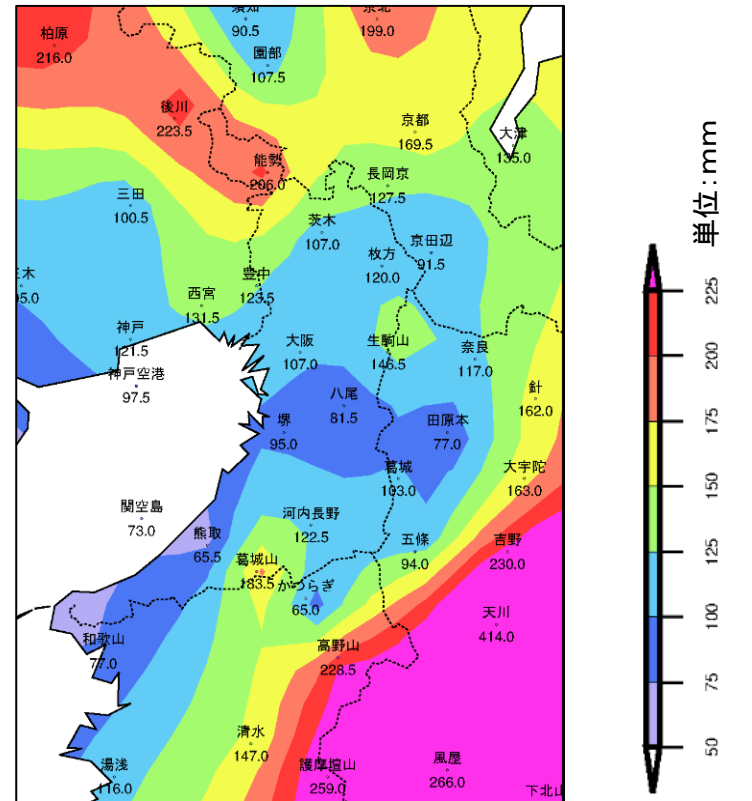 90.5
199.0
柏原
216.0
園部
107.5
後川
223.5
京都
169.5
大津
135.0
能勢
206.0
長岡京
127.5
三田
100.5
茨木
107.0
枚方
120.0
京田辺
91.5
豊中
123.5
西宮
131.5
神戸
121.5
大阪
107.0
生駒山
146.5
奈良
117.0
神戸空港
97.5
針
162.0
八尾
81.5
堺
95.0
田原本
77.0
葛城
103.0
大宇陀
163.0
関空島
73.0
熊取
65.5
河内長野
122.5
五條
94.0
吉野
230.0
葛城山
183.5
かつらぎ
65.0
天川
414.0
和歌山
77.0
高野山
228.5
清水
147.0
湯浅
116.0
護摩壇山
259.0
風屋
266.0
下北山
単位:mm
225
200
175
150
125
100
75
50